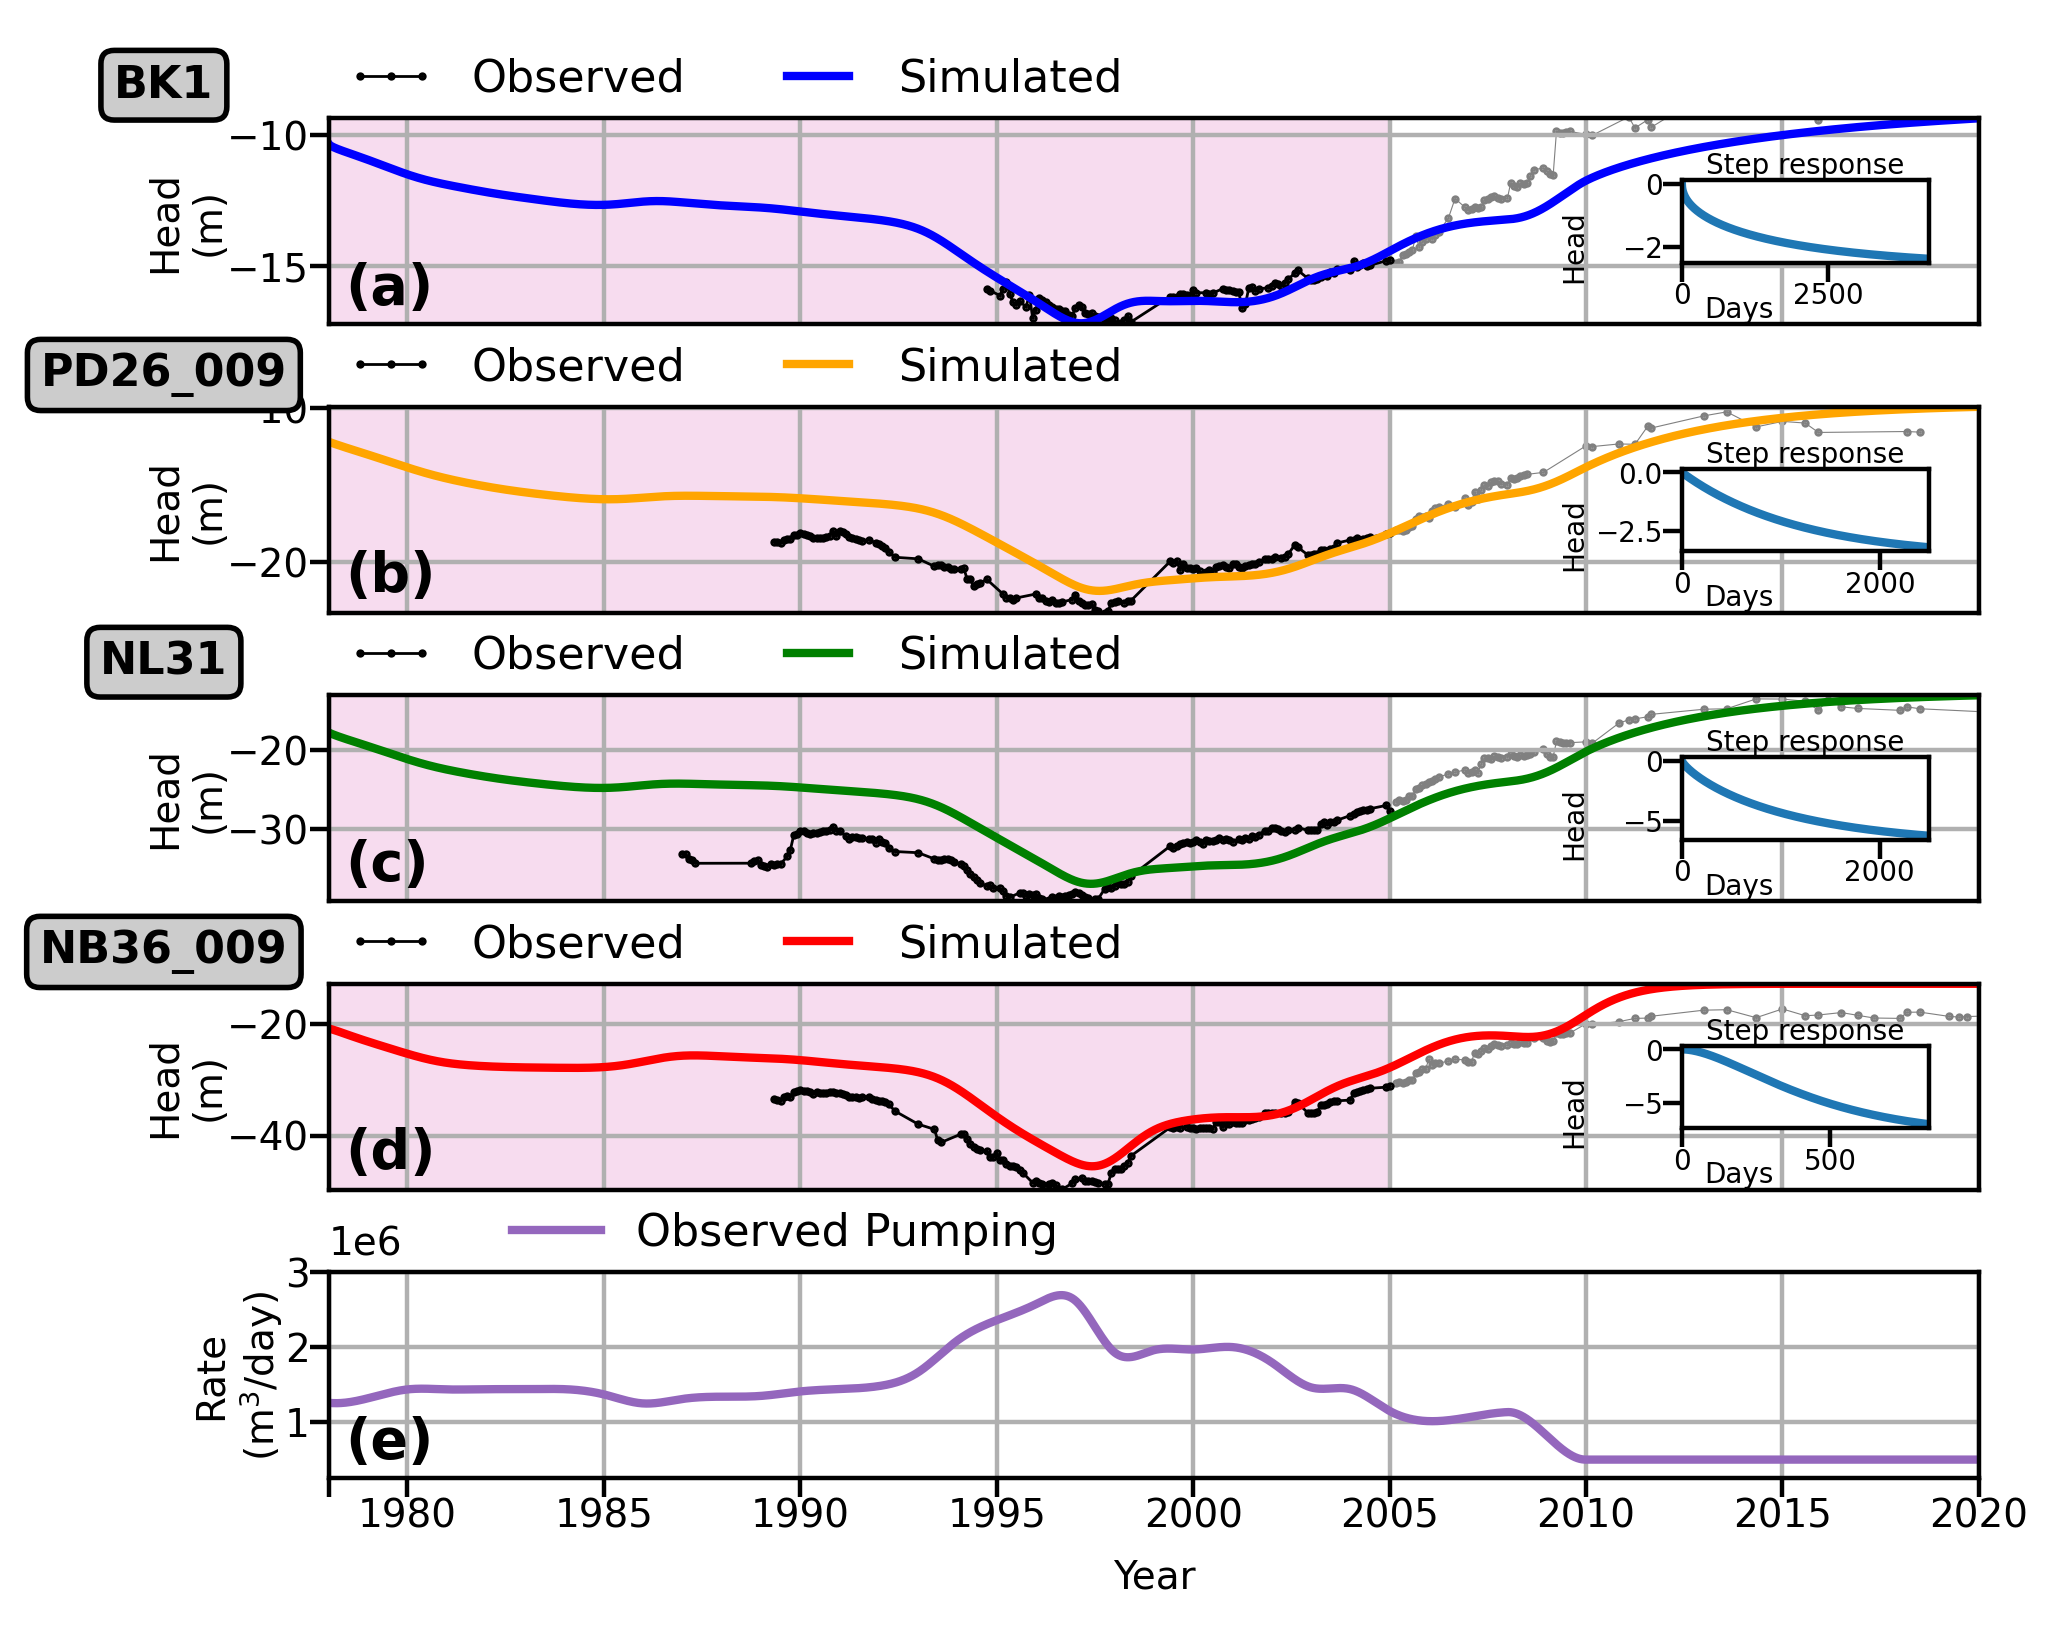 BK1
Observed
Simulated
−10
−15
Head
(m)
(a)
Step response
0
−2
Head
0
2500
Days
PD26_009
Observed
Simulated
−20
Head
(m)
(b)
Step response
0.0
−2.5
Head
0
2000
Days
NL31
Observed
Simulated
−20
−30
Head
(m)
(c)
Step response
0
−5
Head
0
2000
Days
NB36_009
Observed
Simulated
−20
−40
Head
(m)
(d)
Step response
0
−5
Head
0
500
Days
1e6
Observed Pumping
3
2
1
Rate
(m³/day)
(e)
1980
1985
1990
1995
2000
2005
2010
2015
2020
Year